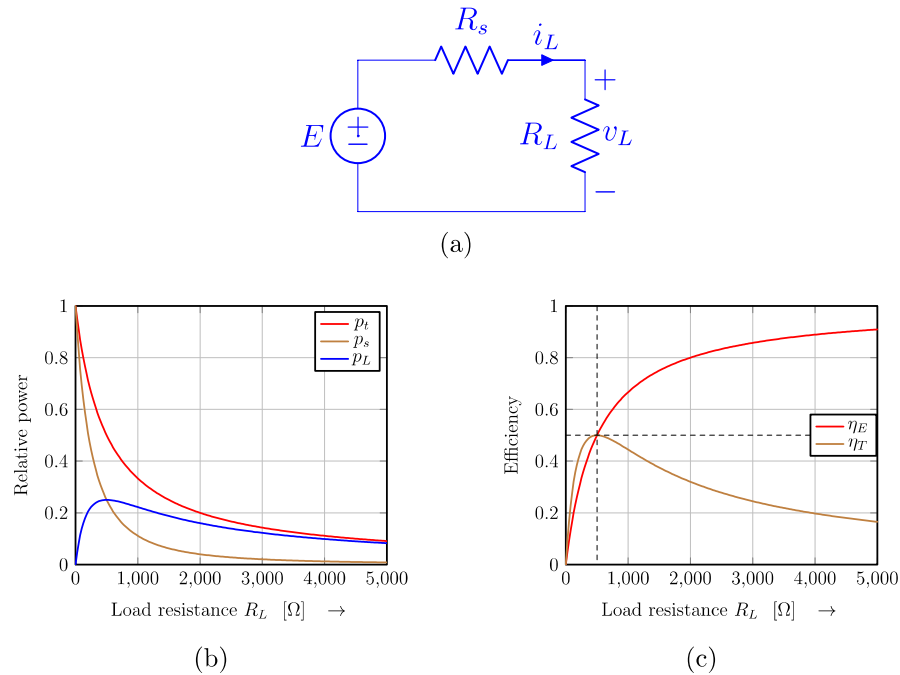 R_s
i_L
+
E
+
−
R_L
v_L
−
(a)
1
0.8
0.6
0.4
0.2
0
Relative power
p_t
p_s
p_L
0 1,000 2,000 3,000 4,000 5,000
Load resistance R_L [Ω] →
(b)
1
0.8
0.6
0.4
0.2
0
Efficiency
η_E
η_T
0 1,000 2,000 3,000 4,000 5,000
Load resistance R_L [Ω] →
(c)